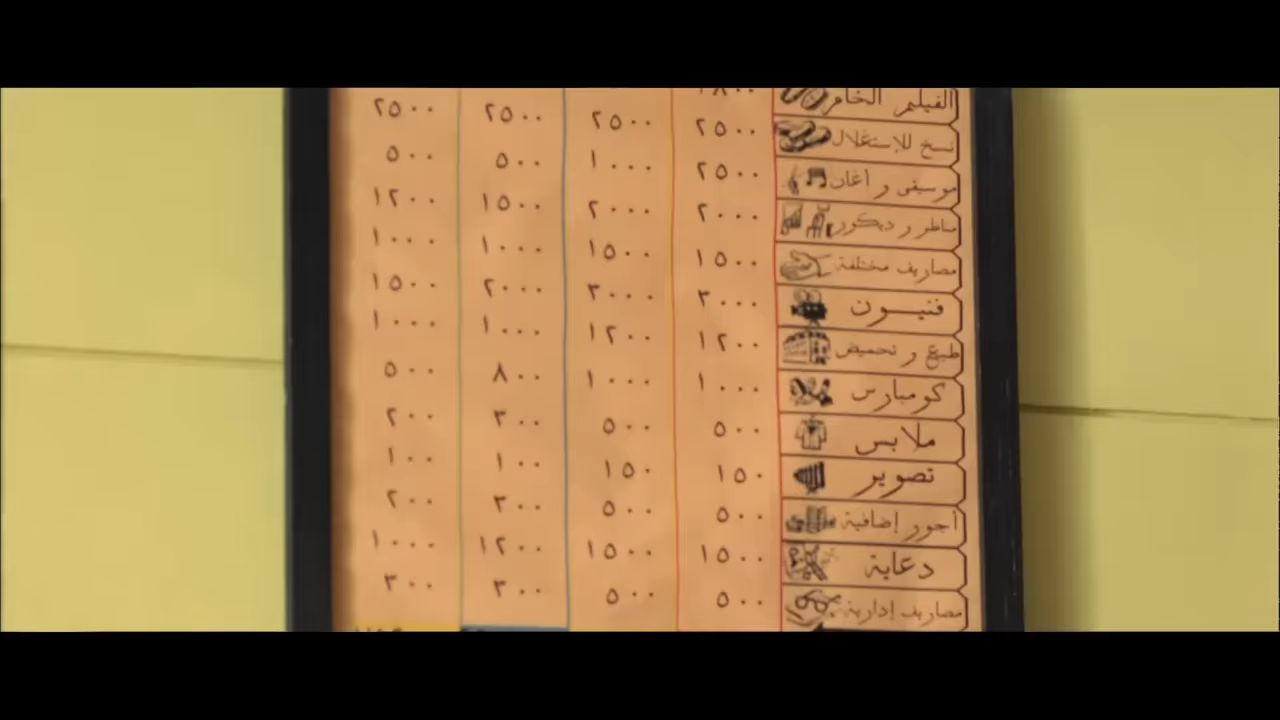 الفيلم الخام
نسخ للإستغلال ٢٥٠٠ ٢٥٠٠ ٢٥٠٠ ٢٥٠٠
موسيقى و أغان ٢٥٠٠ ١٠٠٠ ٥٠٠ ٥٠٠
مناظر و ديكور ٢٠٠٠ ٢٠٠٠ ١٥٠٠ ١٢٠٠
مصاريف مختلفة ١٥٠٠ ١٥٠٠ ١٠٠٠ ١٠٠٠
فنيــون ٣٠٠٠ ٣٠٠٠ ٢٠٠٠ ١٥٠٠
طبع و تحميض ١٢٠٠ ١٢٠٠ ١٠٠٠ ١٠٠٠
كومبارس ١٠٠٠ ١٠٠٠ ٨٠٠ ٥٠٠
ملابس ٥٠٠ ٥٠٠ ٣٠٠ ٢٠٠
تصوير ١٥٠ ١٥٠ ١٠٠ ١٠٠
أجور إضافية ٥٠٠ ٥٠٠ ٣٠٠ ٢٠٠
دعاية ١٥٠٠ ١٥٠٠ ١٢٠٠ ١٠٠٠
مصاريف إدارية ٥٠٠ ٥٠٠ ٣٠٠ ٣٠٠